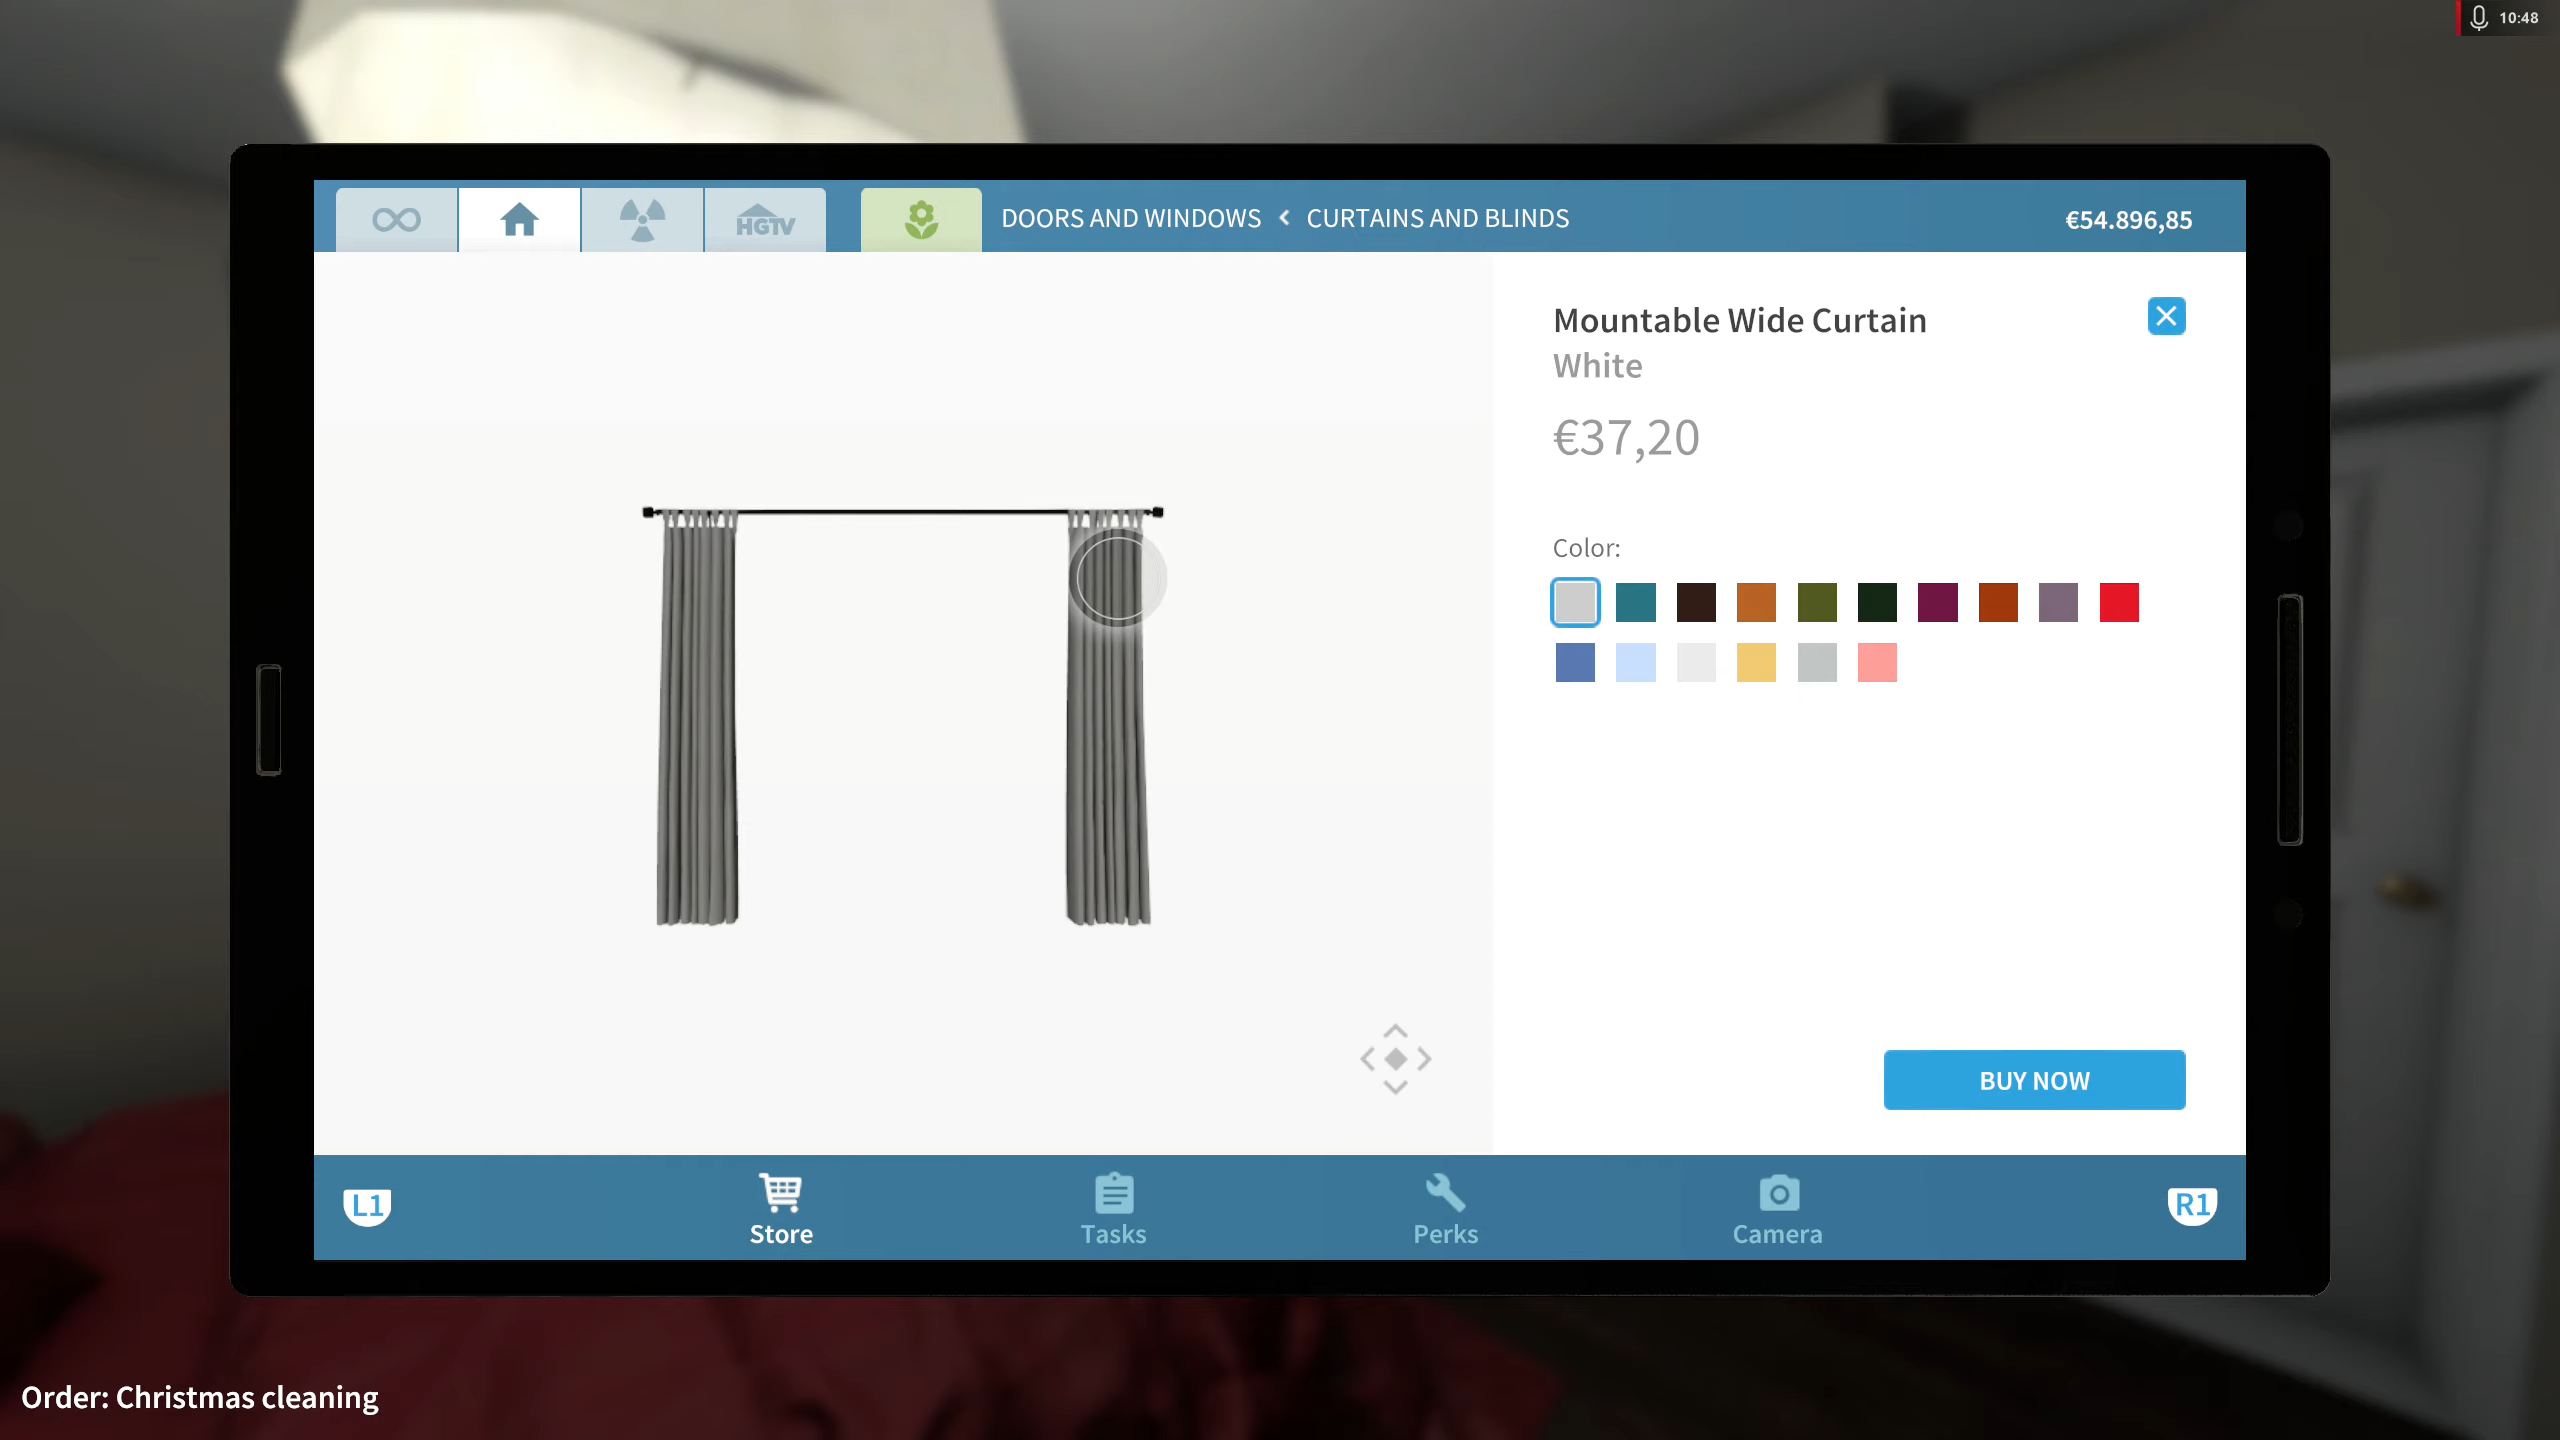 10:48
HGTV
DOORS AND WINDOWS < CURTAINS AND BLINDS
€54.896,85
Mountable Wide Curtain
White
€37,20
Color:
BUY NOW
L1
Store
Tasks
Perks
Camera
R1
Order: Christmas cleaning